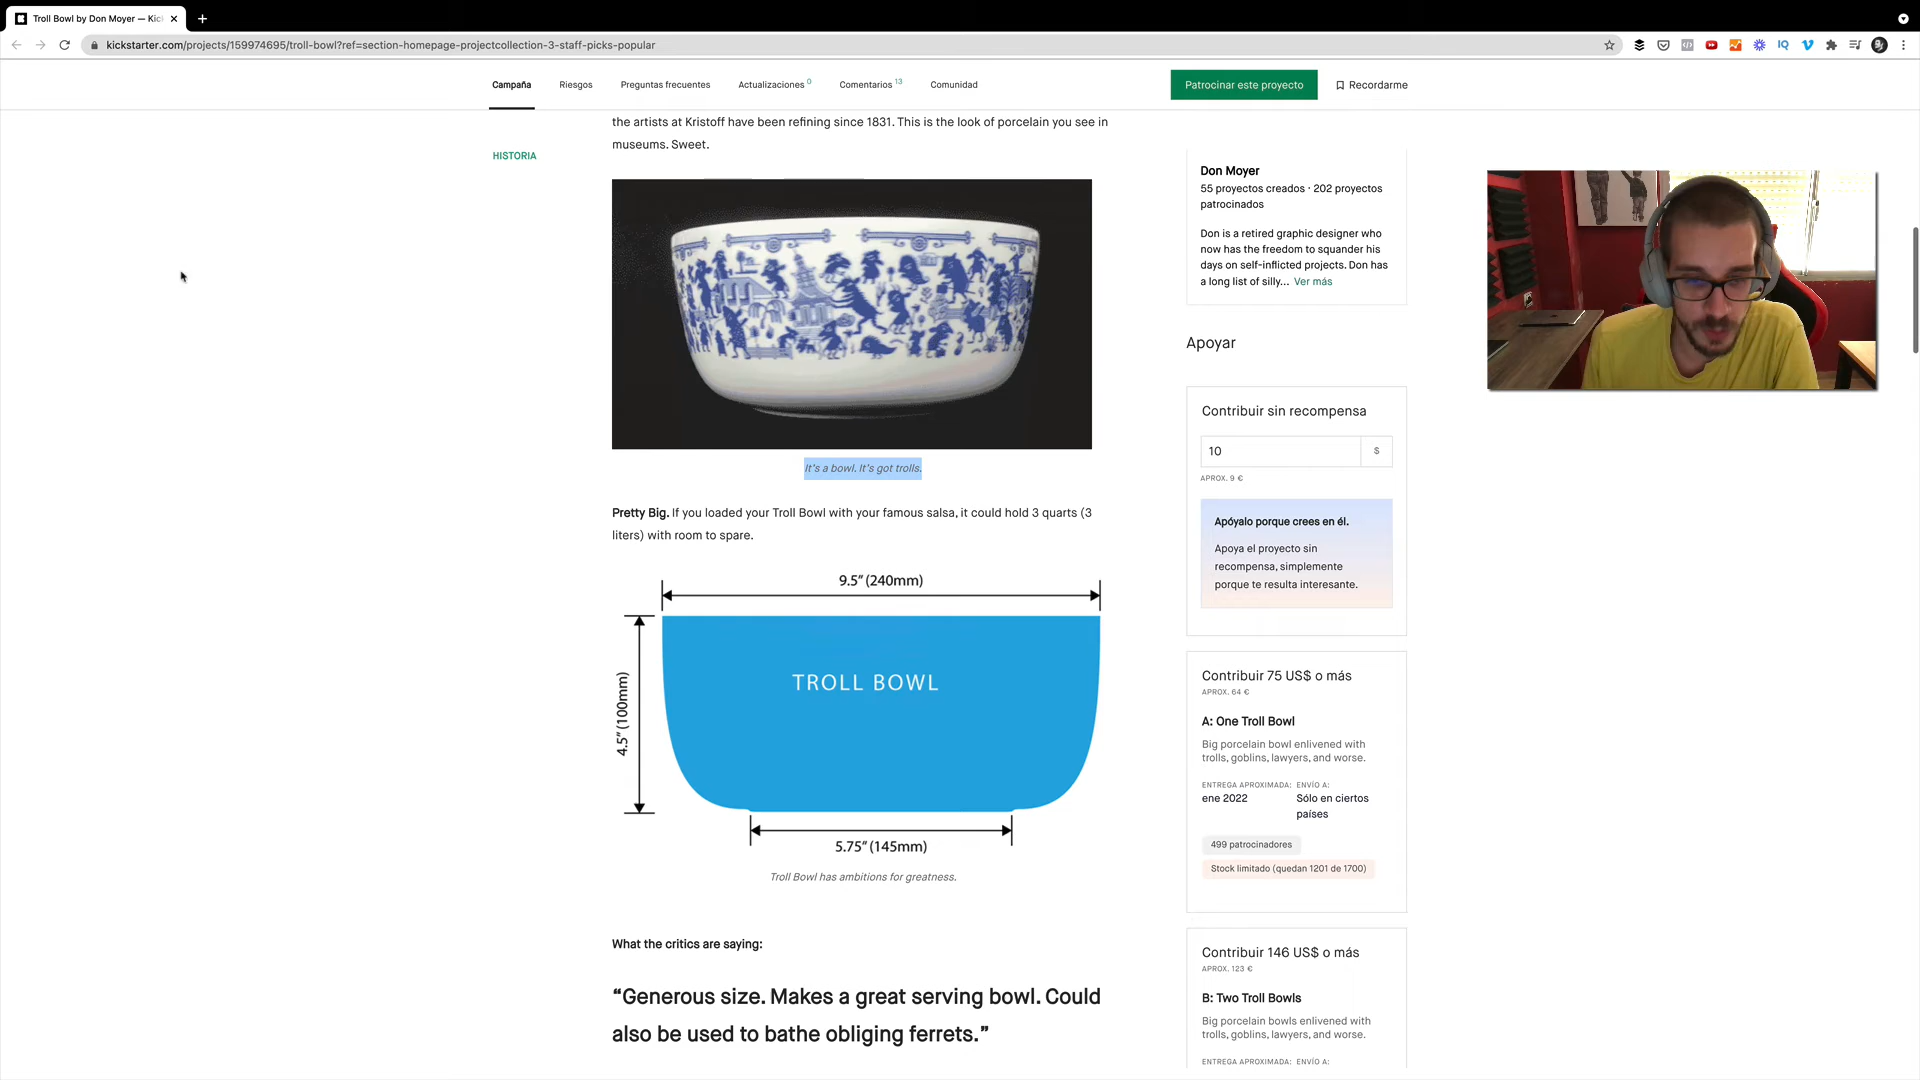 Troll Bowl by Don Moyer — Kic
kickstarter.com/projects/159974695/troll-bowl?ref=section-homepage-projectcollection-3-staff-picks-popular
Campaña Riesgos Preguntas frecuentes Actualizaciones 0 Comentarios 13 Comunidad
Patrocinar este proyecto
Recordarme
HISTORIA
the artists at Kristoff have been refining since 1831. This is the look of porcelain you see in
museums. Sweet.
It's a bowl. It's got trolls.
Pretty Big. If you loaded your Troll Bowl with your famous salsa, it could hold 3 quarts (3
liters) with room to spare.
9.5” (240mm)
4.5” (100mm)
TROLL BOWL
5.75” (145mm)
Troll Bowl has ambitions for greatness.
What the critics are saying:
“Generous size. Makes a great serving bowl. Could
also be used to bathe obliging ferrets.”
Don Moyer
55 proyectos creados · 202 proyectos
patrocinados
Don is a retired graphic designer who
now has the freedom to squander his
days on self-inflicted projects. Don has
a long list of silly... Ver más
Apoyar
Contribuir sin recompensa
10 $
APROX. 9 €
Apóyalo porque crees en él.
Apoya el proyecto sin
recompensa, simplemente
porque te resulta interesante.
Contribuir 75 US$ o más
APROX. 64 €
A: One Troll Bowl
Big porcelain bowl enlivened with
trolls, goblins, lawyers, and worse.
ENTREGA APROXIMADA: ENVÍO A:
ene 2022 Sólo en ciertos
países
499 patrocinadores
Stock limitado (quedan 1201 de 1700)
Contribuir 146 US$ o más
APROX. 123 €
B: Two Troll Bowls
Big porcelain bowls enlivened with
trolls, goblins, lawyers, and worse.
ENTREGA APROXIMADA: ENVÍO A: